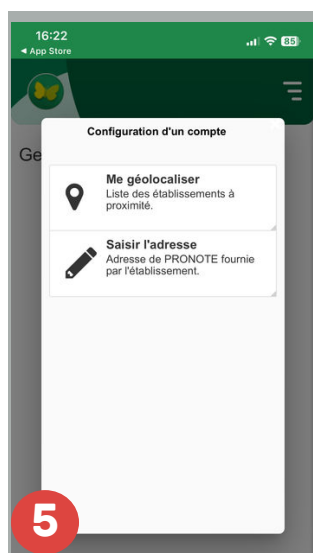 16:22
85
◄ App Store
Configuration d'un compte
Ge
Me géolocaliser
Liste des établissements à
proximité.
Saisir l'adresse
Adresse de PRONOTE fournie
par l'établissement.
5